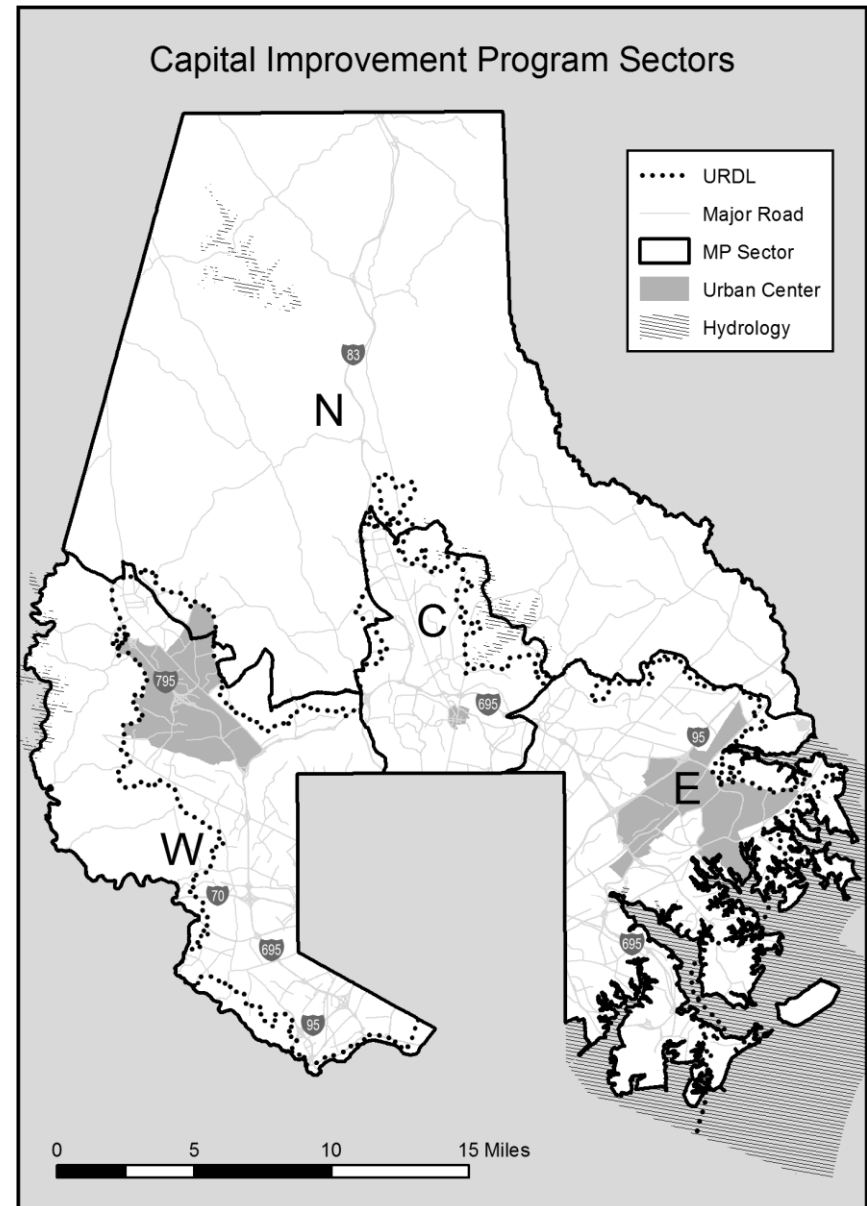 Capital Improvement Program Sectors
URDL
Major Road
MP Sector
Urban Center
Hydrology
83
N
C
795
695
95
E
W
70
695
695
95
0 5 10 15 Miles